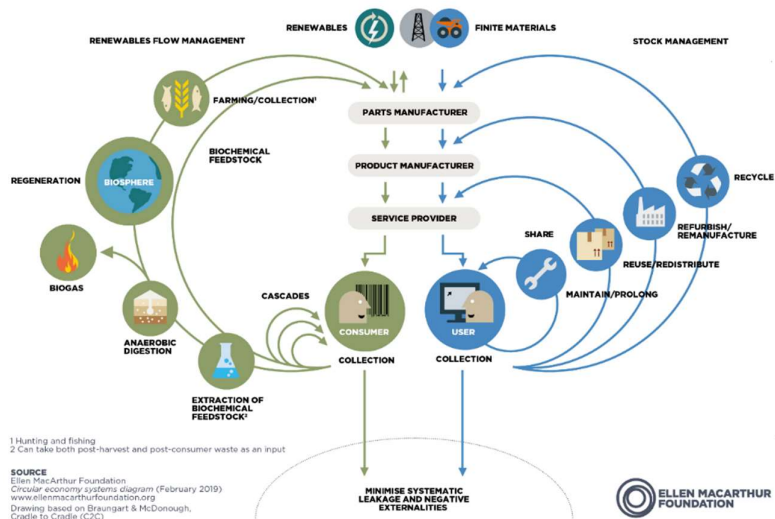 RENEWABLES
FINITE MATERIALS
RENEWABLES FLOW MANAGEMENT
STOCK MANAGEMENT
FARMING/COLLECTION¹
PARTS MANUFACTURER
BIOCHEMICAL
FEEDSTOCK
PRODUCT MANUFACTURER
REGENERATION
BIOSPHERE
RECYCLE
SERVICE PROVIDER
REFURBISH/
REMANUFACTURE
SHARE
REUSE/REDISTRIBUTE
BIOGAS
CASCADES
MAINTAIN/PROLONG
CONSUMER
USER
ANAEROBIC
DIGESTION
COLLECTION
COLLECTION
EXTRACTION OF
BIOCHEMICAL
FEEDSTOCK²
1 Hunting and fishing
2 Can take both post-harvest and post-consumer waste as an input
SOURCE
Ellen MacArthur Foundation
Circular economy systems diagram (February 2019)
www.ellenmacarthurfoundation.org
Drawing based on Braungart & McDonough,
Cradle to Cradle (C2C)
MINIMISE SYSTEMATIC
LEAKAGE AND NEGATIVE
EXTERNALITIES
ELLEN MACARTHUR
FOUNDATION